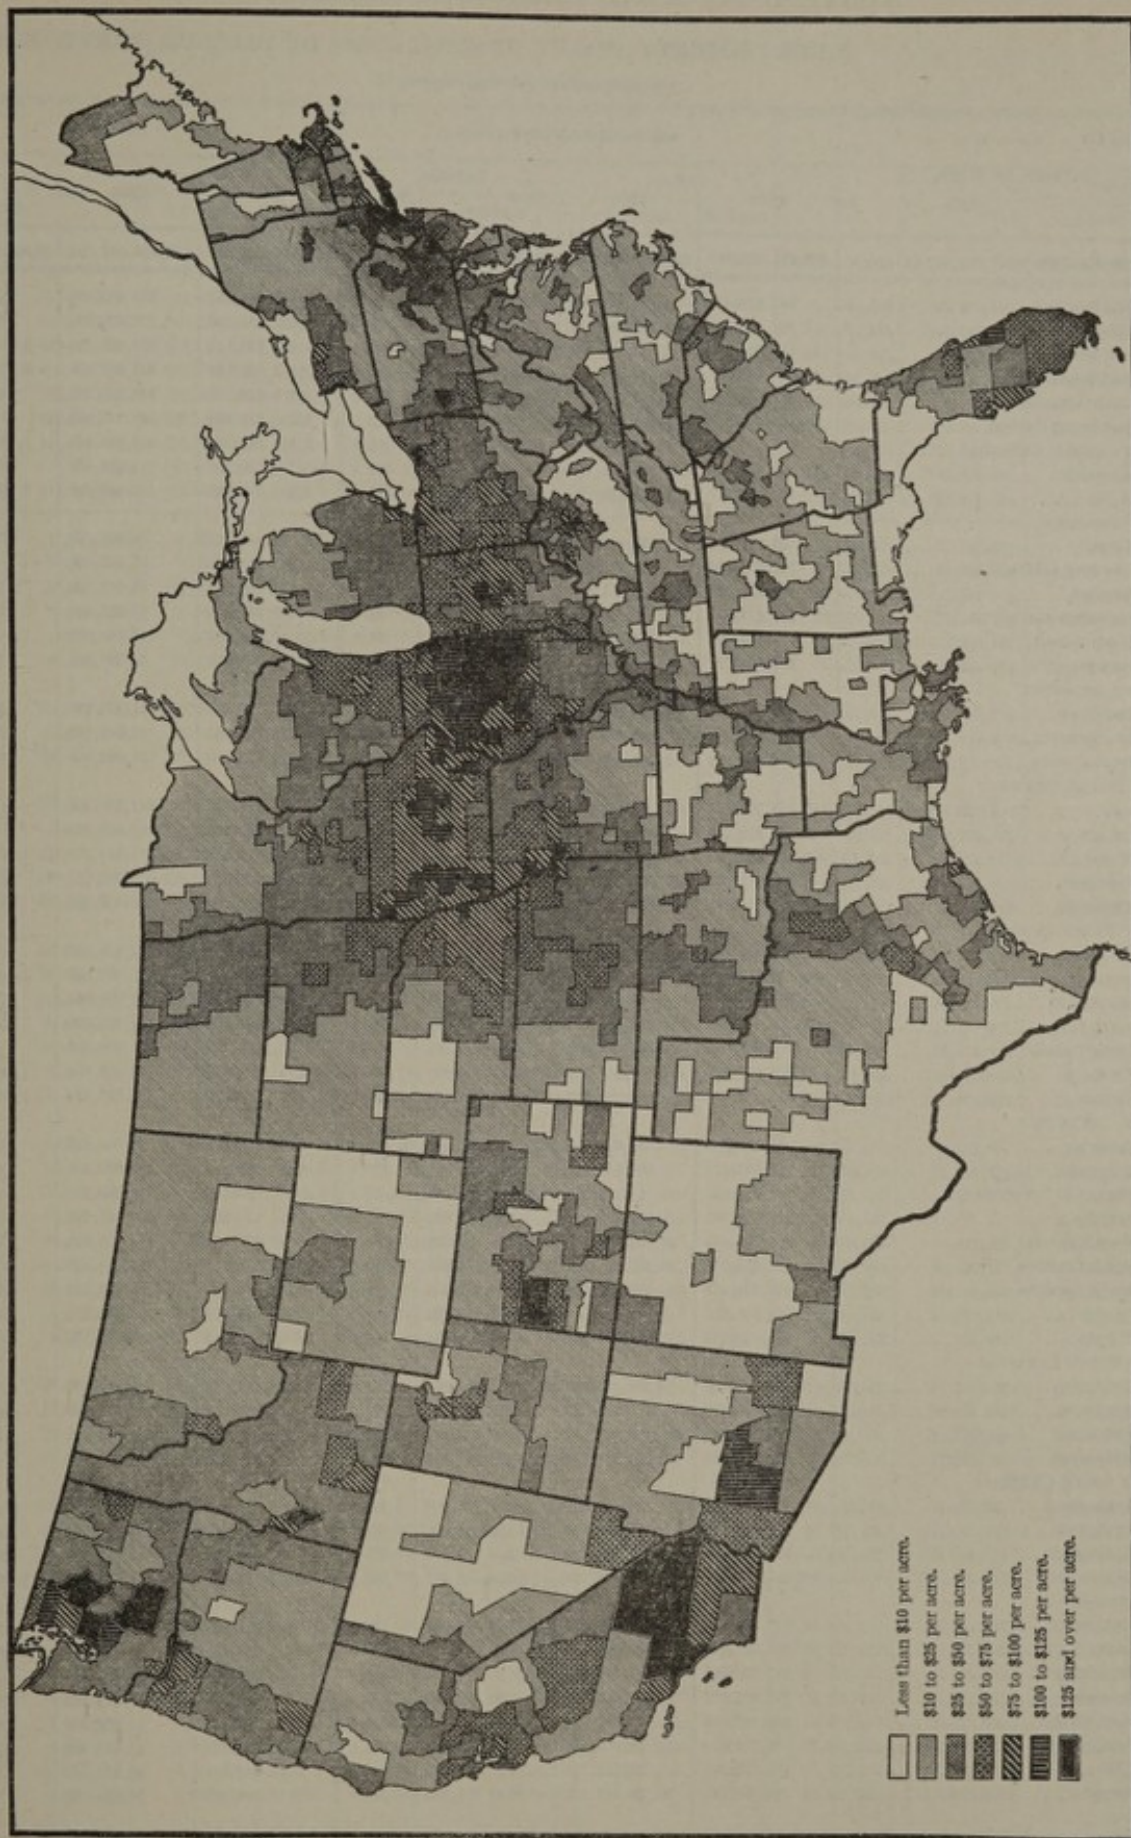 Less than $10 per acre.
$10 to $25 per acre.
$25 to $50 per acre.
$50 to $75 per acre.
$75 to $100 per acre.
$100 to $125 per acre.
$125 and over per acre.